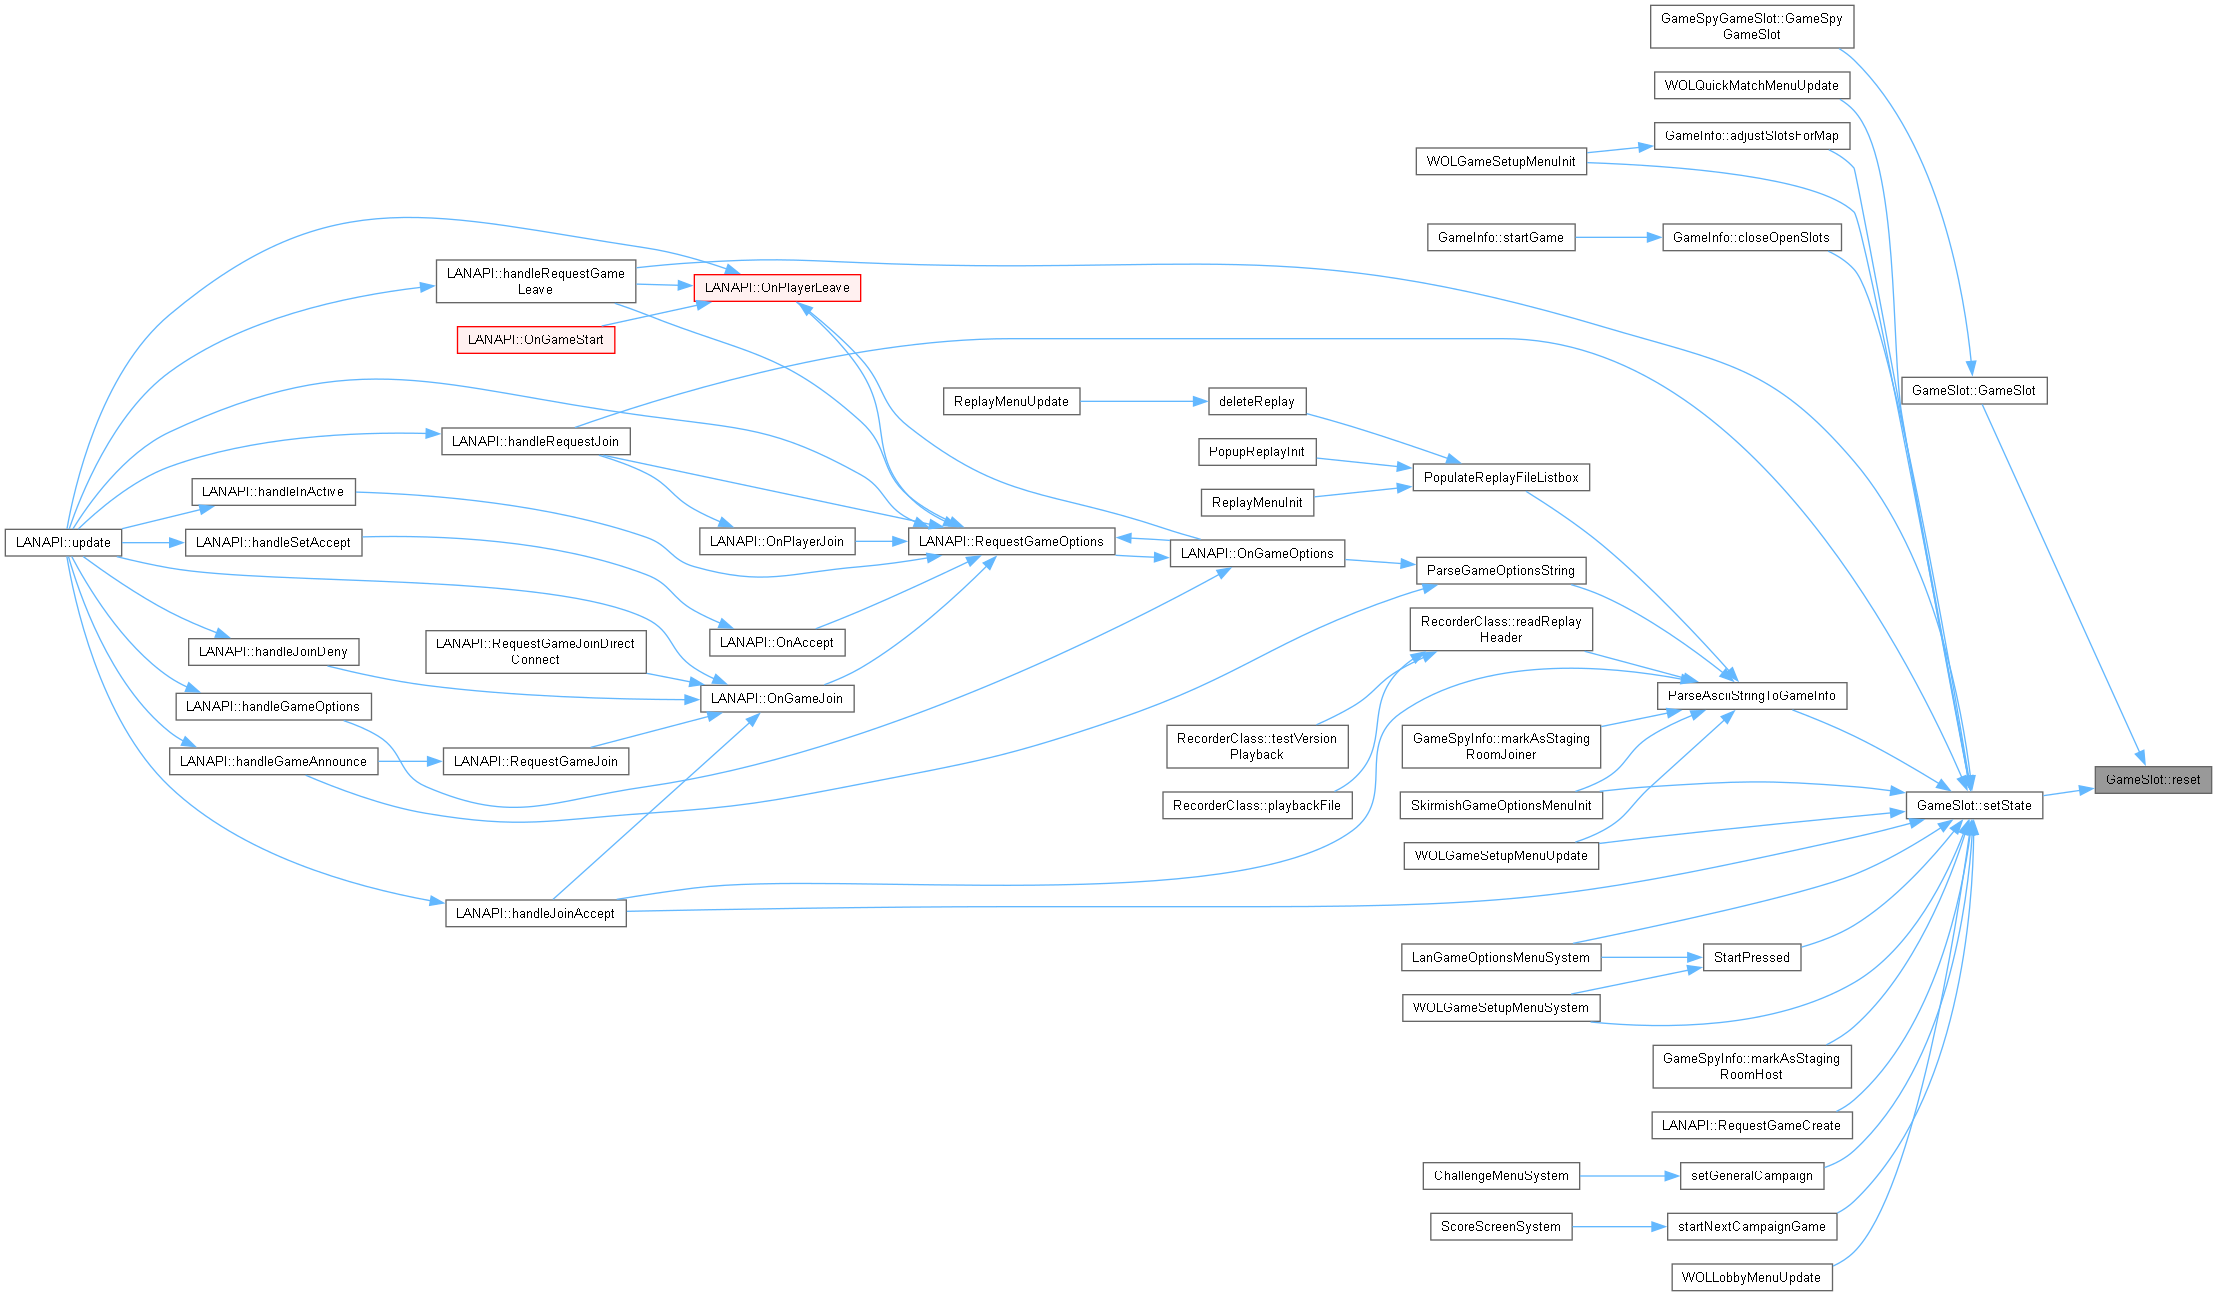 GameSpyGameSlot::GameSpy
GameSlot
WOLQuickMatchMenuUpdate
GameInfo::adjustSlotsForMap
WOLGameSetupMenuInit
GameInfo::startGame
GameInfo::closeOpenSlots
LANAPI::handleRequestGame
Leave
LANAPI::OnPlayerLeave
LANAPI::OnGameStart
GameSlot::GameSlot
ReplayMenuUpdate
deleteReplay
LANAPI::handleRequestJoin
PopupReplayInit
PopulateReplayFileListbox
LANAPI::handleInActive
ReplayMenuInit
LANAPI::update
LANAPI::handleSetAccept
LANAPI::OnPlayerJoin
LANAPI::RequestGameOptions
LANAPI::OnGameOptions
ParseGameOptionsString
RecorderClass::readReplay
Header
LANAPI::handleJoinDeny
LANAPI::RequestGameJoinDirect
Connect
LANAPI::OnAccept
LANAPI::handleGameOptions
LANAPI::OnGameJoin
ParseAsciiStringToGameInfo
RecorderClass::testVersion
Playback
GameSpyInfo::markAsStaging
RoomJoiner
LANAPI::handleGameAnnounce
LANAPI::RequestGameJoin
GameSlot::reset
RecorderClass::playbackFile
SkirmishGameOptionsMenuInit
GameSlot::setState
WOLGameSetupMenuUpdate
LANAPI::handleJoinAccept
LanGameOptionsMenuSystem
StartPressed
WOLGameSetupMenuSystem
GameSpyInfo::markAsStaging
RoomHost
LANAPI::RequestGameCreate
ChallengeMenuSystem
setGeneralCampaign
ScoreScreenSystem
startNextCampaignGame
WOLLobbyMenuUpdate